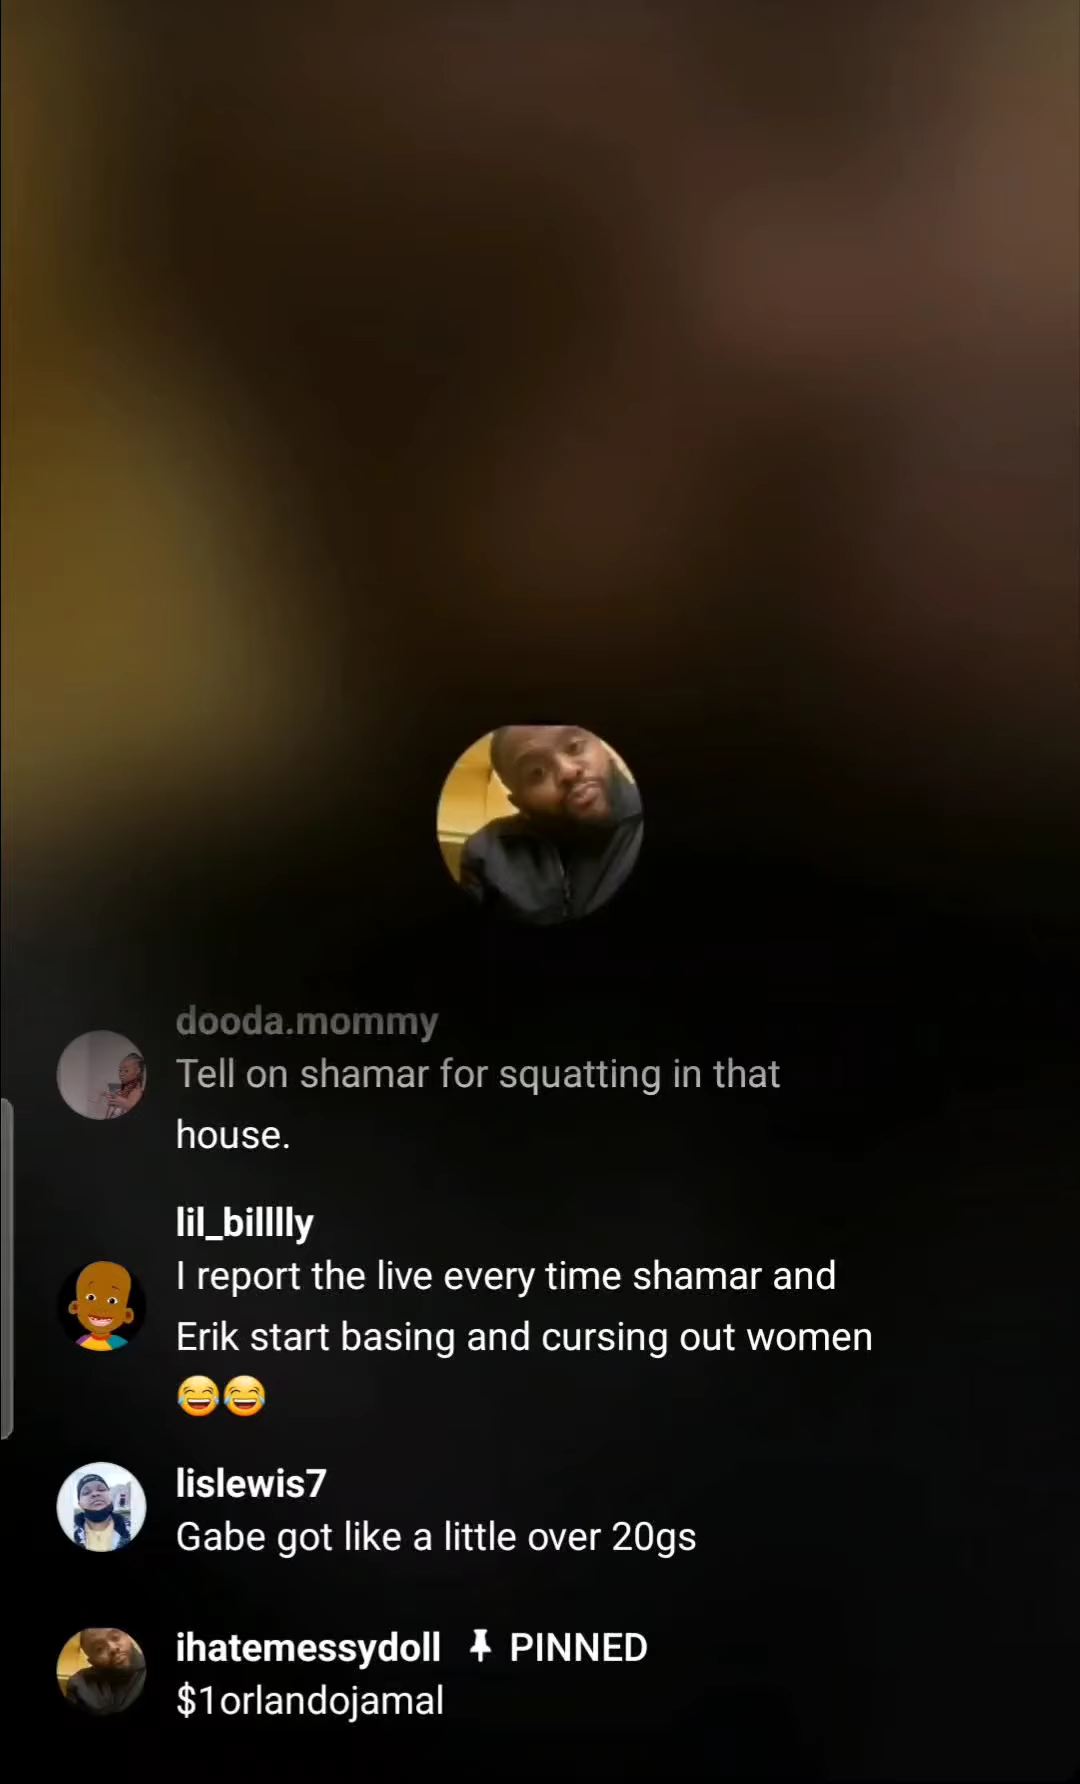 dooda.mommy
Tell on shamar for squatting in that
house.
lil_billlly
I report the live every time shamar and
Erik start basing and cursing out women
😂😂
lislewis7
Gabe got like a little over 20gs
ihatemessydoll PINNED
$1orlandojamal